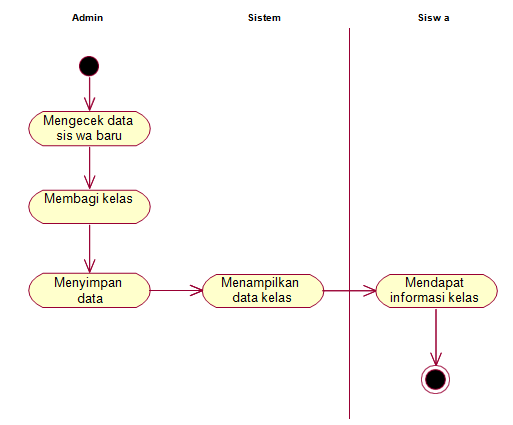 Admin
Sistem
Sisw a
Mengecek data
sis wa baru
Membagi kelas
Menyimpan
data
Menampilkan
data kelas
Mendapat
informasi kelas